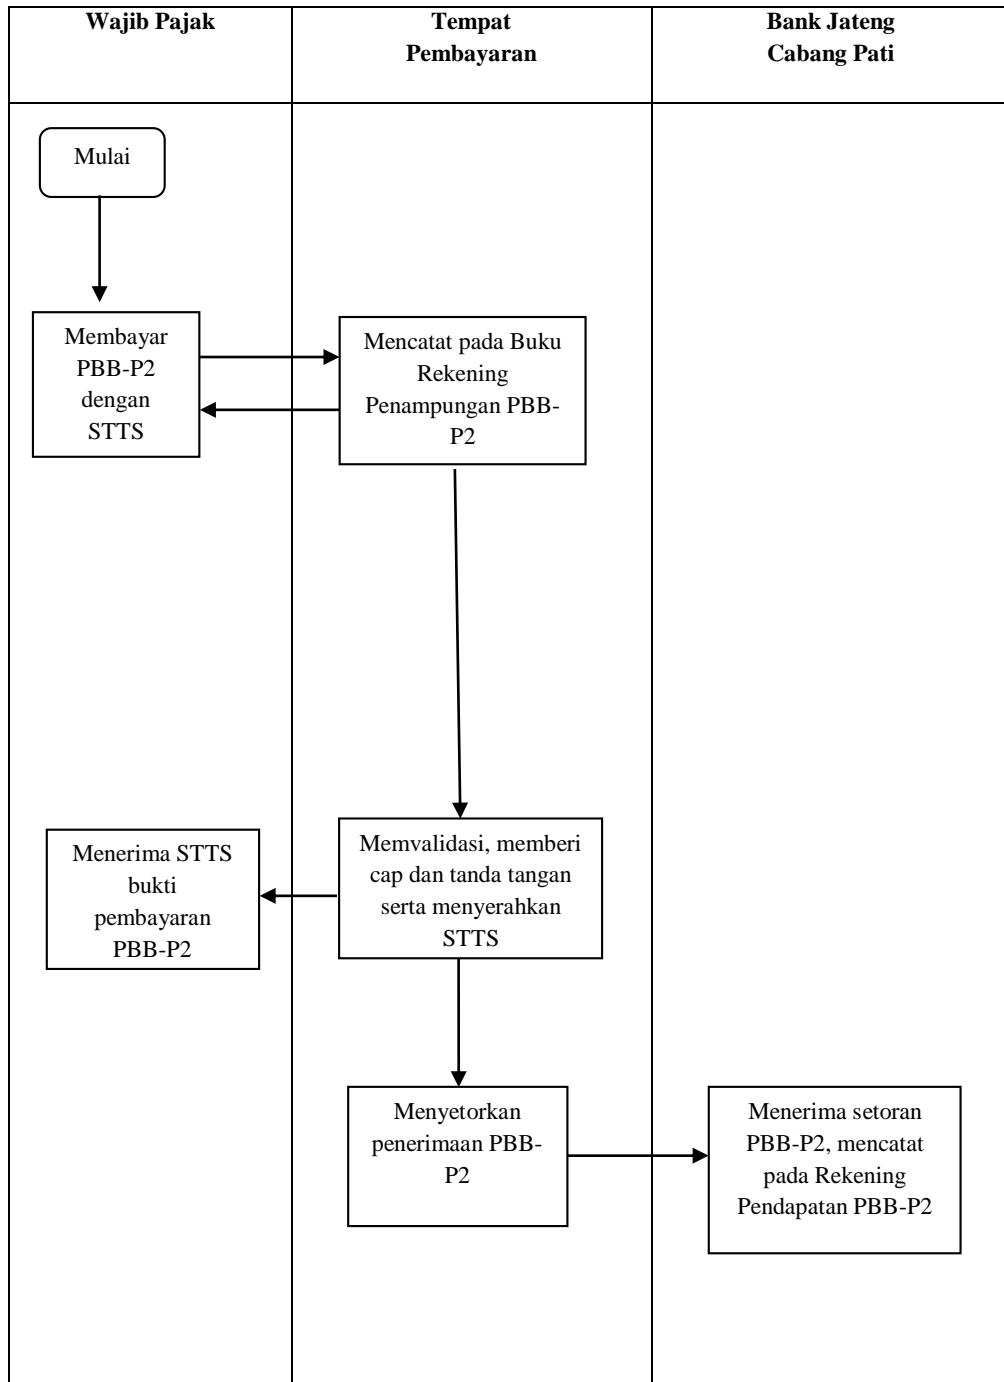 Wajib Pajak
Tempat
Pembayaran
Bank Jateng
Cabang Pati
Mulai
Membayar
PBB-P2
dengan
STTS
Mencatat pada Buku
Rekening
Penampungan PBB-
P2
Menerima STTS
bukti
pembayaran
PBB-P2
Memvalidasi, memberi
cap dan tanda tangan
serta menyerahkan
STTS
Menyetorkan
penerimaan PBB-
P2
Menerima setoran
PBB-P2, mencatat
pada Rekening
Pendapatan PBB-P2